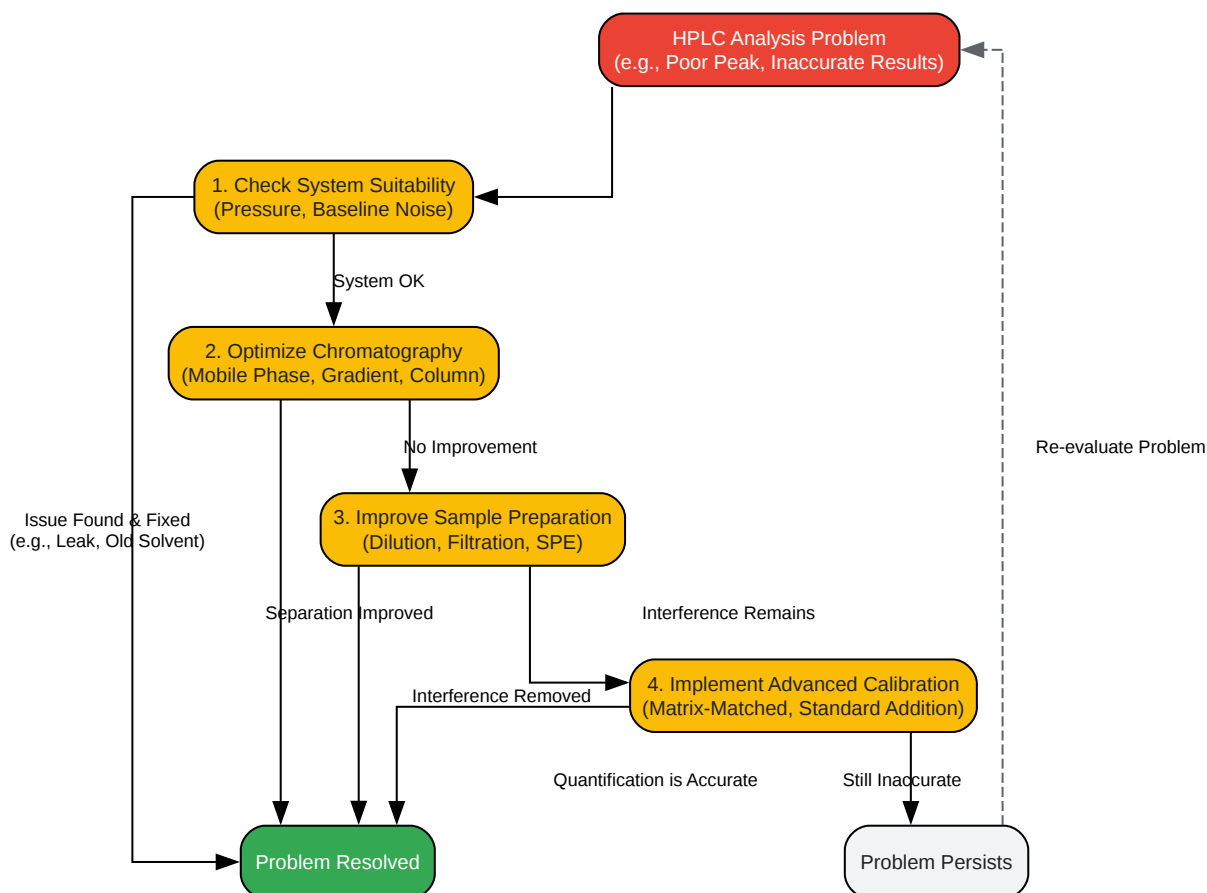 HPLC Analysis Problem
(e.g., Poor Peak, Inaccurate Results)
1. Check System Suitability
(Pressure, Baseline Noise)
System OK
2. Optimize Chromatography
(Mobile Phase, Gradient, Column)
No Improvement
Re-evaluate Problem
Issue Found & Fixed
(e.g., Leak, Old Solvent)
3. Improve Sample Preparation
(Dilution, Filtration, SPE)
Separation Improved
Interference Remains
Interference Removed
4. Implement Advanced Calibration
(Matrix-Matched, Standard Addition)
Quantification is Accurate
Still Inaccurate
Problem Resolved
Problem Persists